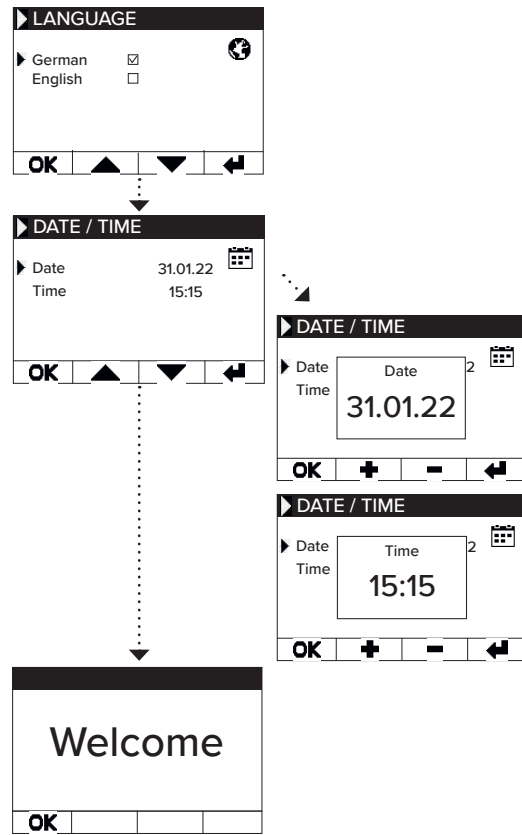 LANGUAGE
German ☑
English ☐
OK
DATE / TIME
Date 31.01.22
Time 15:15
OK
DATE / TIME
Date 2
Time
Date
31.01.22
OK + -
DATE / TIME
Date 2
Time
Time
15:15
OK + -
Welcome
OK